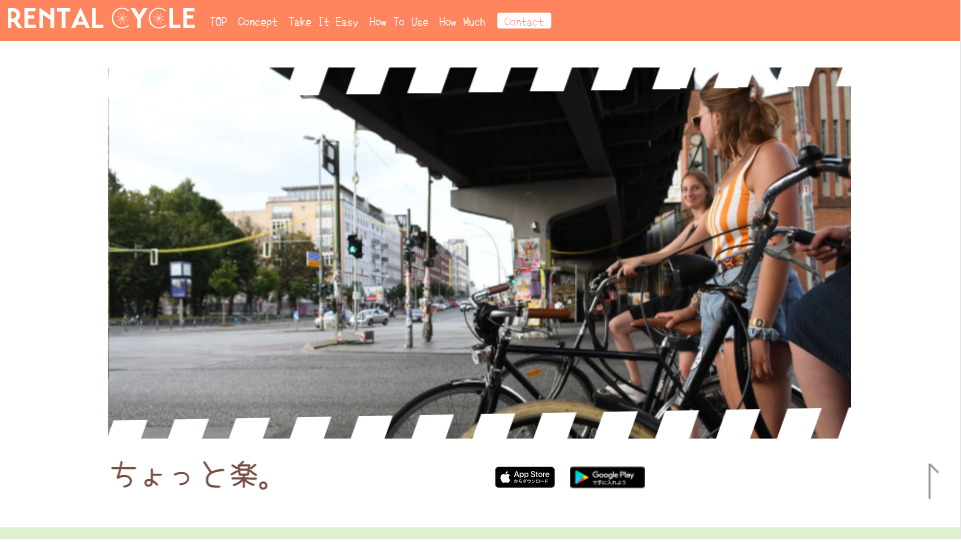 RENTAL CYCLE TOP Concept Take It Easy How To Use How Much Contact
ちょっと楽。
App Store
からダウンロード
Google Play
で手に入れよう